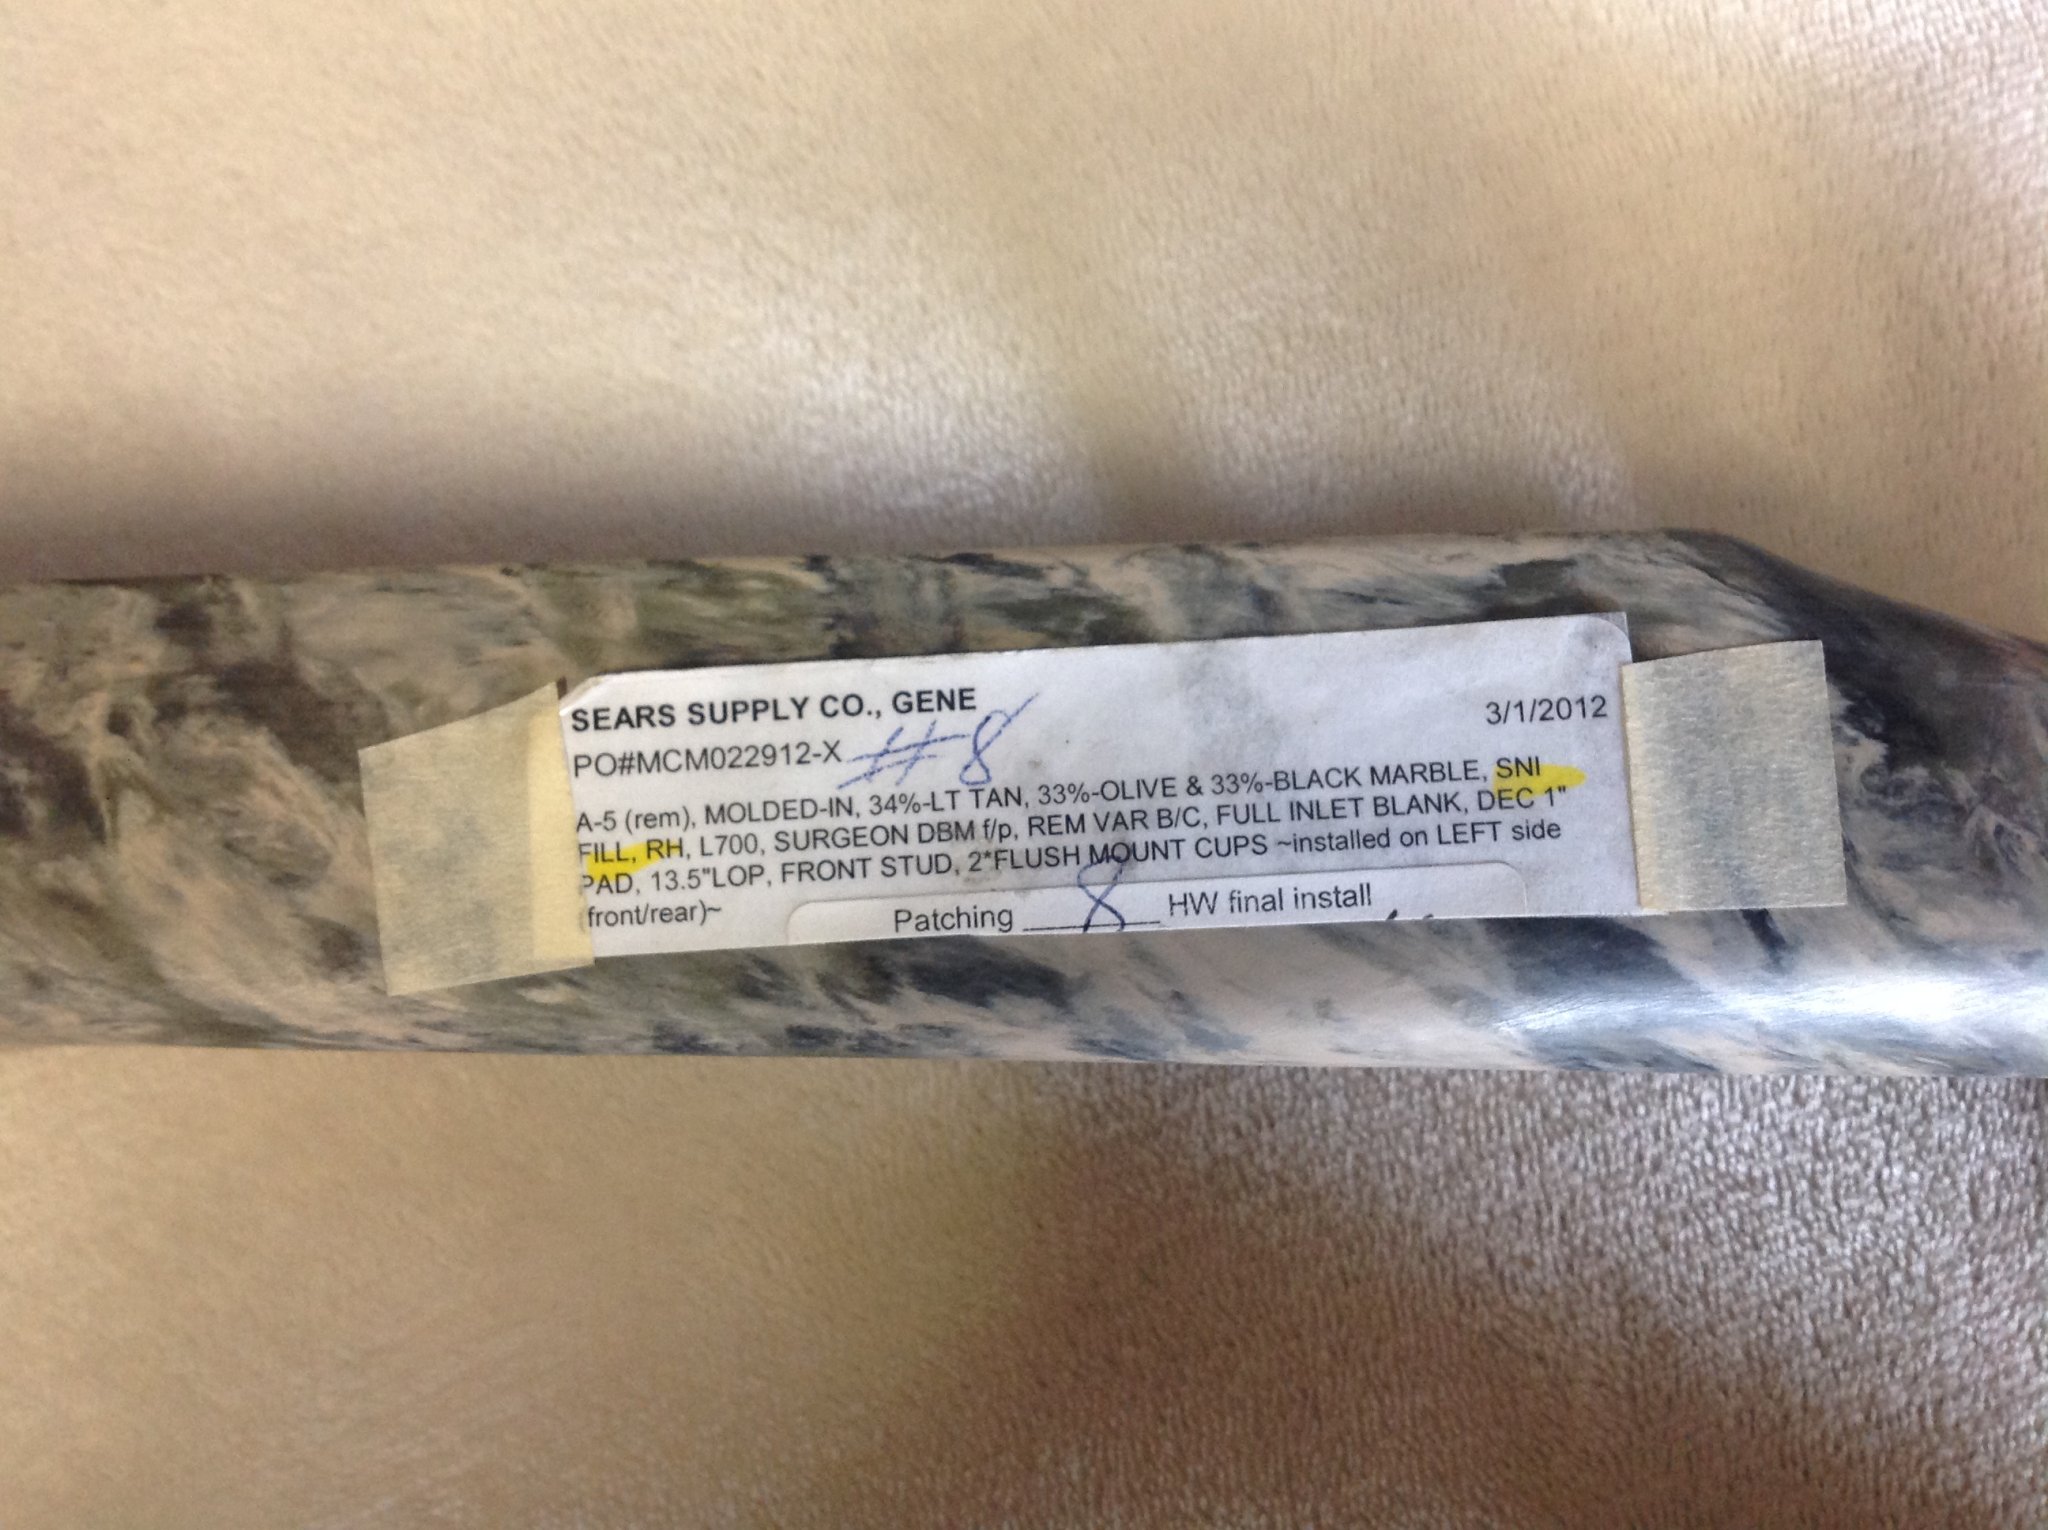 SEARS SUPPLY CO., GENE
3/1/2012
PO#MCM022912-X #8
A-5 (rem), MOLDED-IN, 34%-LT TAN, 33%-OLIVE & 33%-BLACK MARBLE, SNI
FILL, RH, L700, SURGEON DBM f/p, REM VAR B/C, FULL INLET BLANK, DEC 1"
PAD, 13.5"LOP, FRONT STUD, 2*FLUSH MOUNT CUPS ~installed on LEFT side
(front/rear)~
Patching 8 HW final install